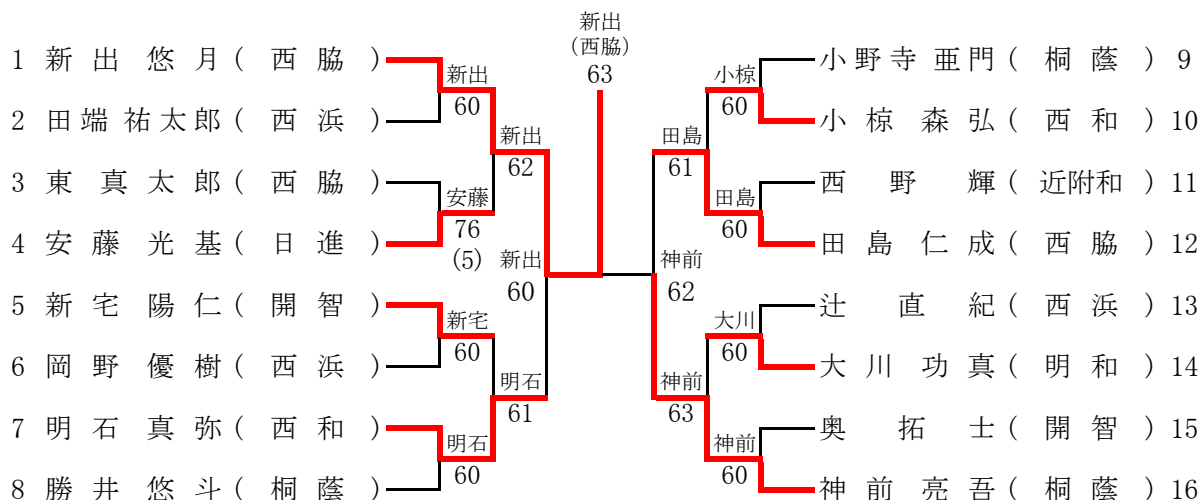 新出
(西脇)
63
1 新出 悠月 (西脇)
2 田端祐太郎 (西浜)
3 東真太郎 (西脇)
4 安藤光基 (日進)
5 新宅陽仁 (開智)
6 岡野優樹 (西浜)
7 明石真弥 (西和)
8 勝井悠斗 (桐蔭)
新出
60
安藤
76
(5)
新宅
60
明石
60
新出
62
明石
61
新出
60
神前
62
田島
61
神前
63
小椋
60
田島
60
大川
60
神前
60
小野寺亜門 (桐蔭) 9
小椋森弘 (西和) 10
西野輝 (近附和) 11
田島仁成 (西脇) 12
辻直紀 (西浜) 13
大川功真 (明和) 14
奥拓士 (開智) 15
神前亮吾 (桐蔭) 16